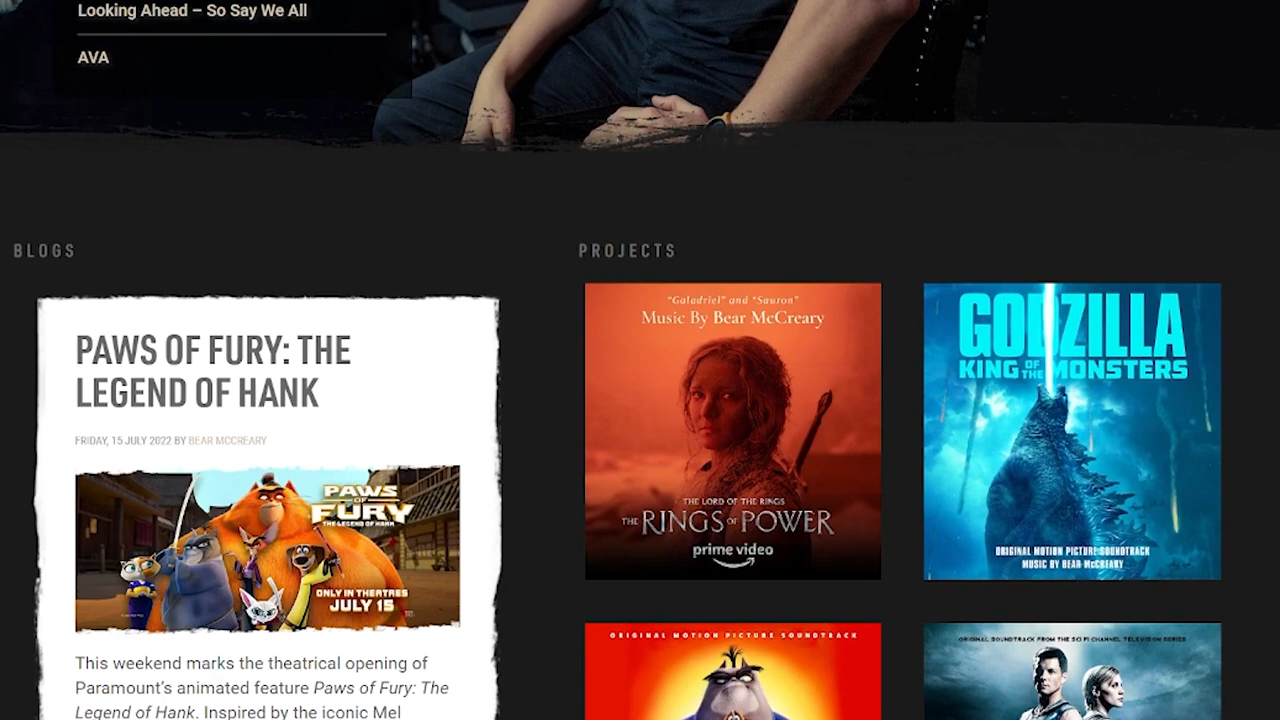 Looking Ahead – So Say We All
AVA
BLOGS
PROJECTS
PAWS OF FURY: THE
LEGEND OF HANK
FRIDAY, 15 JULY 2022 BY BEAR MCCREARY
PAWS
OF
FURY
THE LEGEND OF HANK
ONLY IN THEATRES
JULY 15
This weekend marks the theatrical opening of
Paramount's animated feature Paws of Fury: The
Legend of Hank. Inspired by the iconic Mel
"Galadriel" and "Sauron"
Music By Bear McCreary
THE LORD OF THE RINGS
THE RINGS OF POWER
prime video
GODZILLA
KING OF THE MONSTERS
ORIGINAL MOTION PICTURE SOUNDTRACK
MUSIC BY BEAR McCREARY
ORIGINAL MOTION PICTURE SOUNDTRACK
ORIGINAL SOUNDTRACK FROM THE SCI FI CHANNEL TELEVISION SERIES